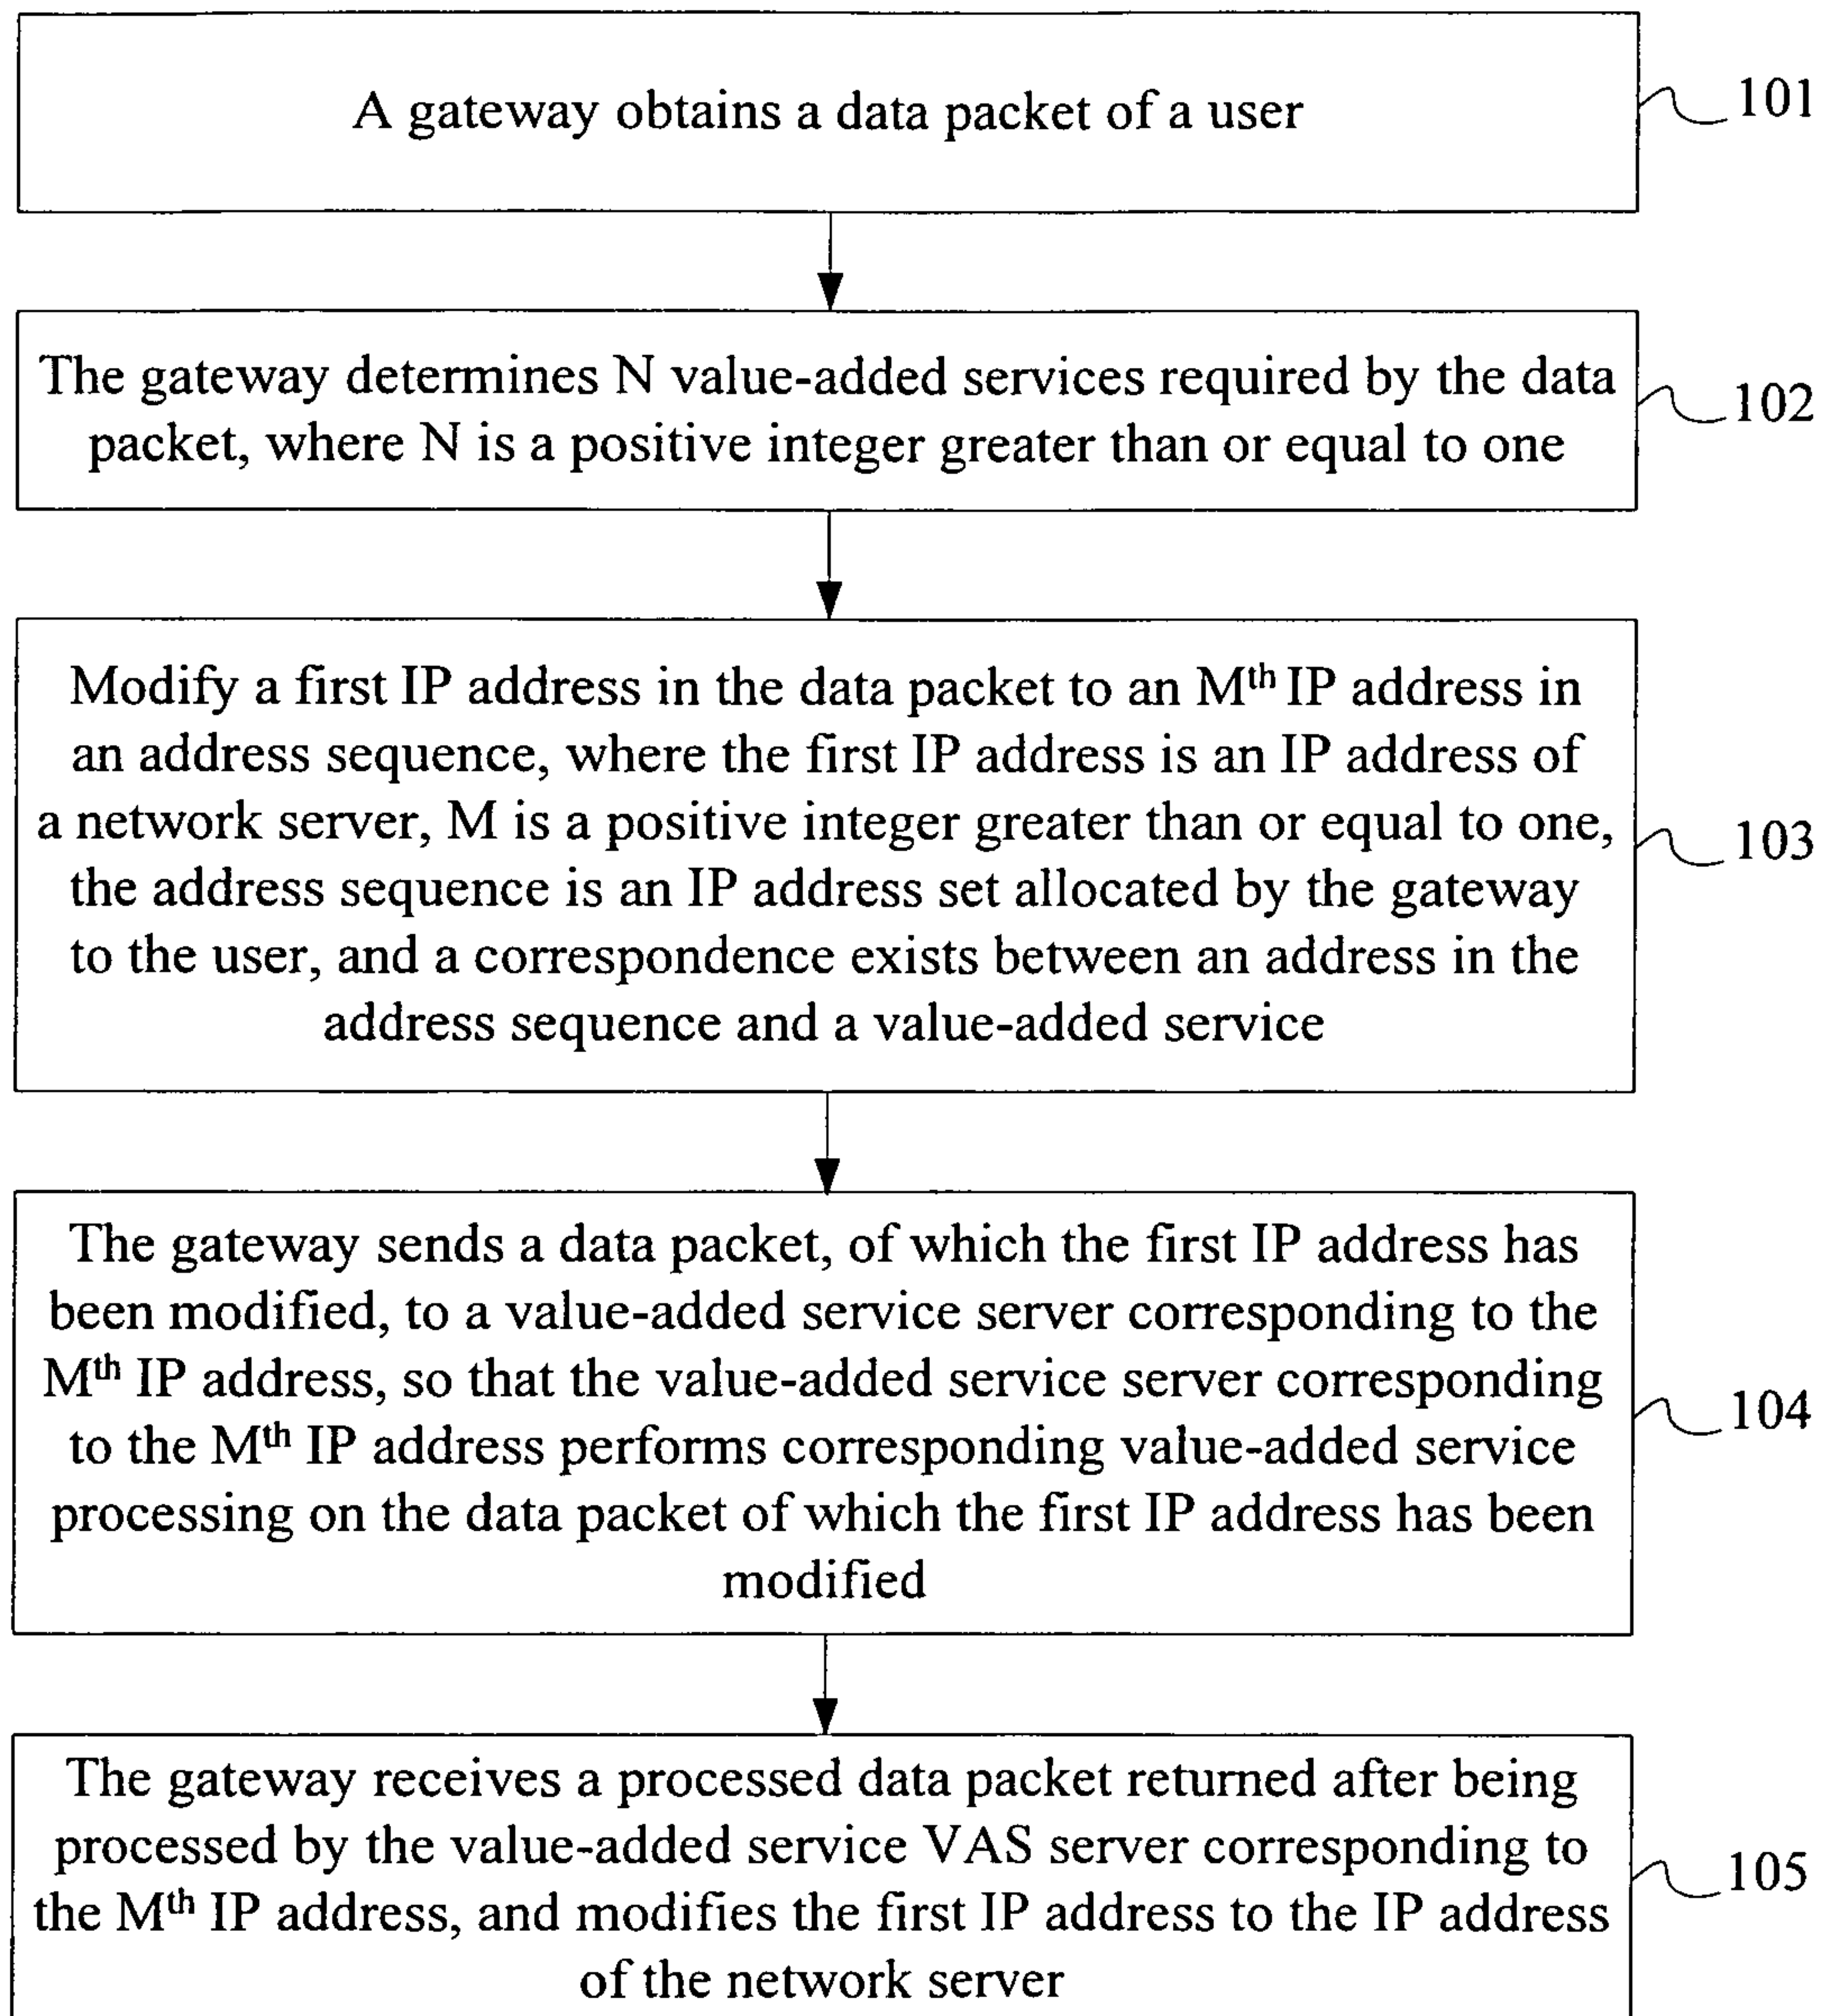 A gateway obtains a data packet of a user
101
The gateway determines N value-added services required by the data
packet, where N is a positive integer greater than or equal to one
102
Modify a first IP address in the data packet to an Mth IP address in
an address sequence, where the first IP address is an IP address of
a network server, M is a positive integer greater than or equal to one,
the address sequence is an IP address set allocated by the gateway
to the user, and a correspondence exists between an address in the
address sequence and a value-added service
103
The gateway sends a data packet, of which the first IP address has
been modified, to a value-added service server corresponding to the
Mth IP address, so that the value-added service server corresponding
to the Mth IP address performs corresponding value-added service
processing on the data packet of which the first IP address has been
modified
104
The gateway receives a processed data packet returned after being
processed by the value-added service VAS server corresponding to
the Mth IP address, and modifies the first IP address to the IP address
of the network server
105